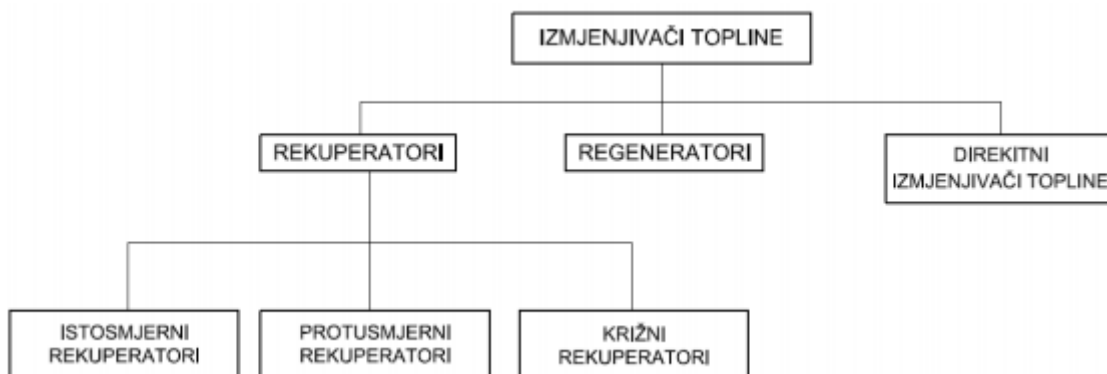 IZMJENJIVAČI TOPLINE
REKUPERATORI
REGENERATORI
DIREKITNI
IZMJENJIVAČI TOPLINE
ISTOSMJERNI
REKUPERATORI
PROTUSMJERNI
REKUPERATORI
KRIŽNI
REKUPERATORI